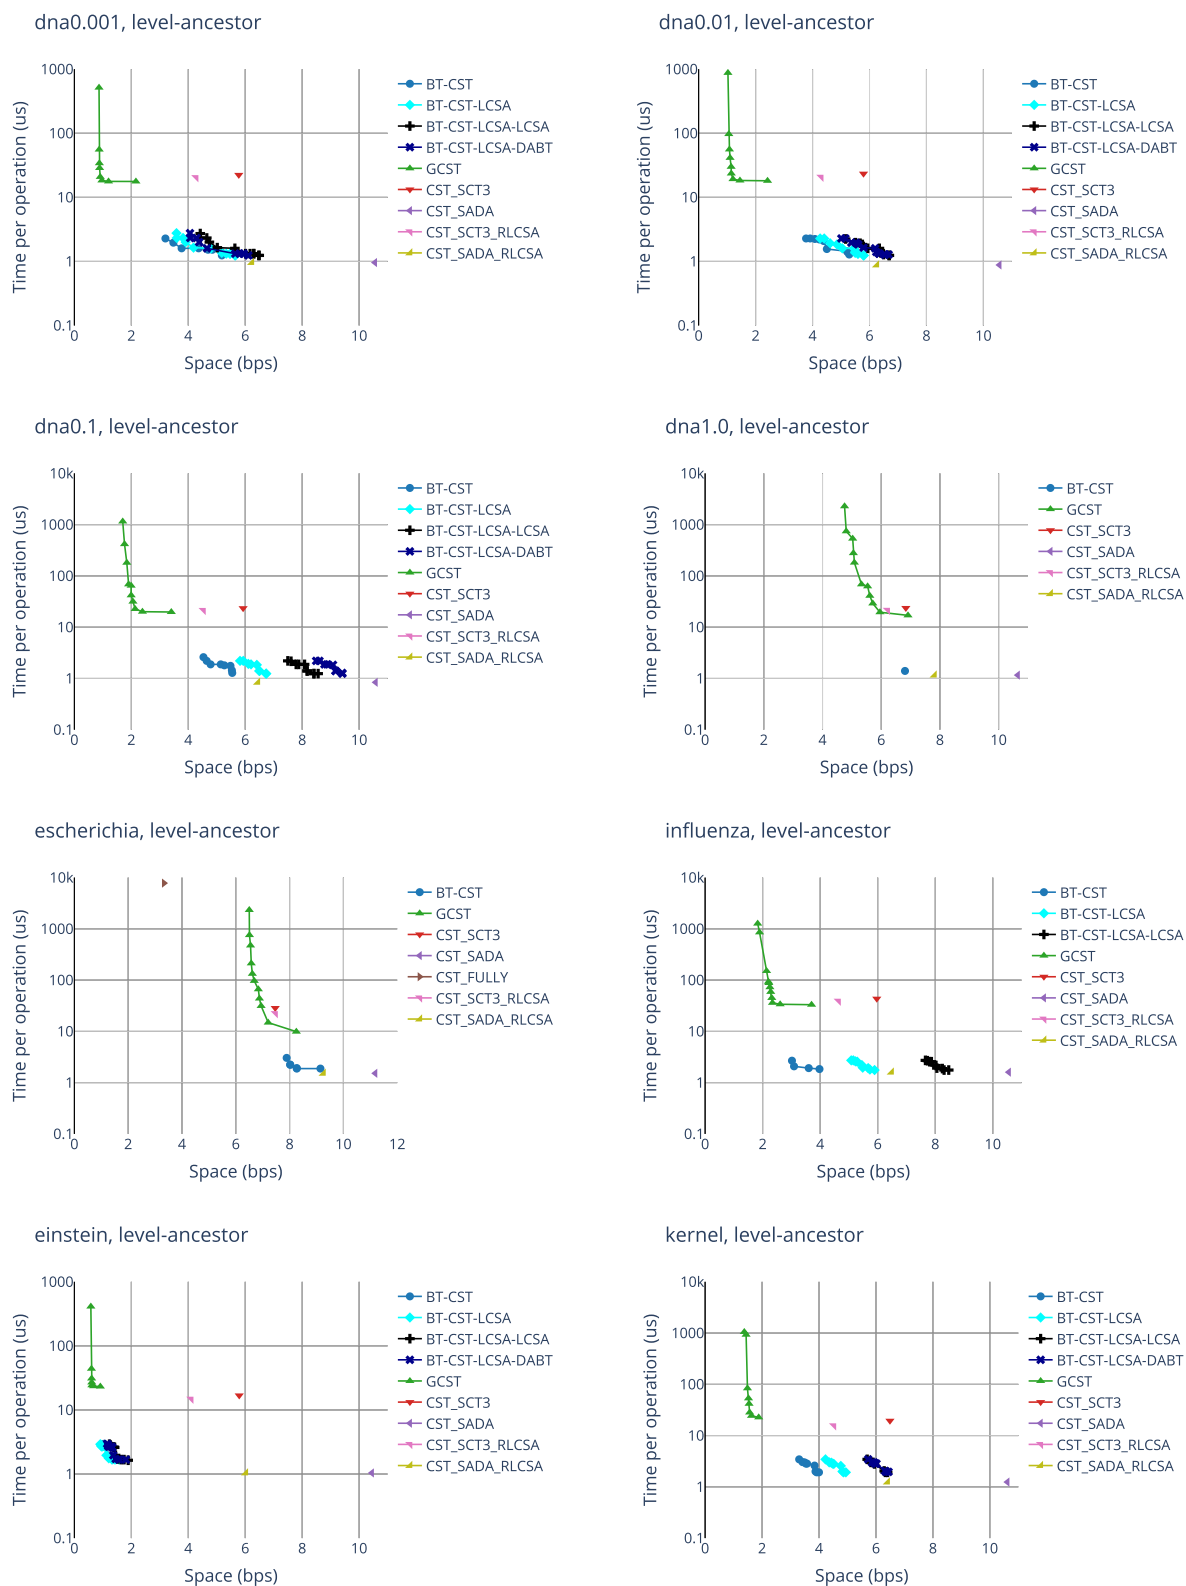 dna0.001, level-ancestor
Time per operation (us)
1000
100
10
1
0.1
0 2 4 6 8 10
Space (bps)
BT-CST
BT-CST-LCSA
BT-CST-LCSA-LCSA
BT-CST-LCSA-DABT
GCST
CST_SCT3
CST_SADA
CST_SCT3_RLCSA
CST_SADA_RLCSA
dna0.01, level-ancestor
Time per operation (us)
1000
100
10
1
0.1
0 2 4 6 8 10
Space (bps)
BT-CST
BT-CST-LCSA
BT-CST-LCSA-LCSA
BT-CST-LCSA-DABT
GCST
CST_SCT3
CST_SADA
CST_SCT3_RLCSA
CST_SADA_RLCSA
dna0.1, level-ancestor
Time per operation (us)
10k
1000
100
10
1
0.1
0 2 4 6 8 10
Space (bps)
BT-CST
BT-CST-LCSA
BT-CST-LCSA-LCSA
BT-CST-LCSA-DABT
GCST
CST_SCT3
CST_SADA
CST_SCT3_RLCSA
CST_SADA_RLCSA
dna1.0, level-ancestor
Time per operation (us)
10k
1000
100
10
1
0.1
0 2 4 6 8 10
Space (bps)
BT-CST
GCST
CST_SCT3
CST_SADA
CST_SCT3_RLCSA
CST_SADA_RLCSA
escherichia, level-ancestor
Time per operation (us)
10k
1000
100
10
1
0.1
0 2 4 6 8 10 12
Space (bps)
BT-CST
GCST
CST_SCT3
CST_SADA
CST_FULLY
CST_SCT3_RLCSA
CST_SADA_RLCSA
influenza, level-ancestor
Time per operation (us)
10k
1000
100
10
1
0.1
0 2 4 6 8 10
Space (bps)
BT-CST
BT-CST-LCSA
BT-CST-LCSA-LCSA
GCST
CST_SCT3
CST_SADA
CST_SCT3_RLCSA
CST_SADA_RLCSA
einstein, level-ancestor
Time per operation (us)
1000
100
10
1
0.1
0 2 4 6 8 10
Space (bps)
BT-CST
BT-CST-LCSA
BT-CST-LCSA-LCSA
BT-CST-LCSA-DABT
GCST
CST_SCT3
CST_SADA
CST_SCT3_RLCSA
CST_SADA_RLCSA
kernel, level-ancestor
Time per operation (us)
10k
1000
100
10
1
0.1
0 2 4 6 8 10
Space (bps)
BT-CST
BT-CST-LCSA
BT-CST-LCSA-LCSA
BT-CST-LCSA-DABT
GCST
CST_SCT3
CST_SADA
CST_SCT3_RLCSA
CST_SADA_RLCSA